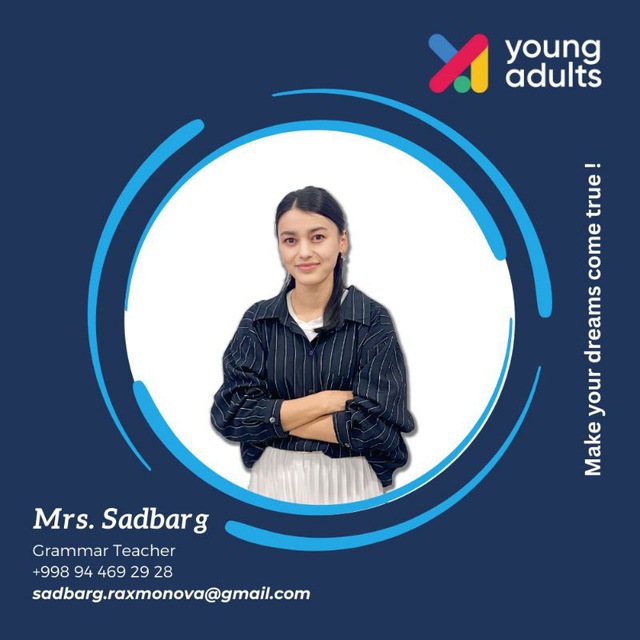 young
adults
Make your dreams come true !
Mrs. Sadbarg
Grammar Teacher
+998 94 469 29 28
sadbarg.raxmonova@gmail.com